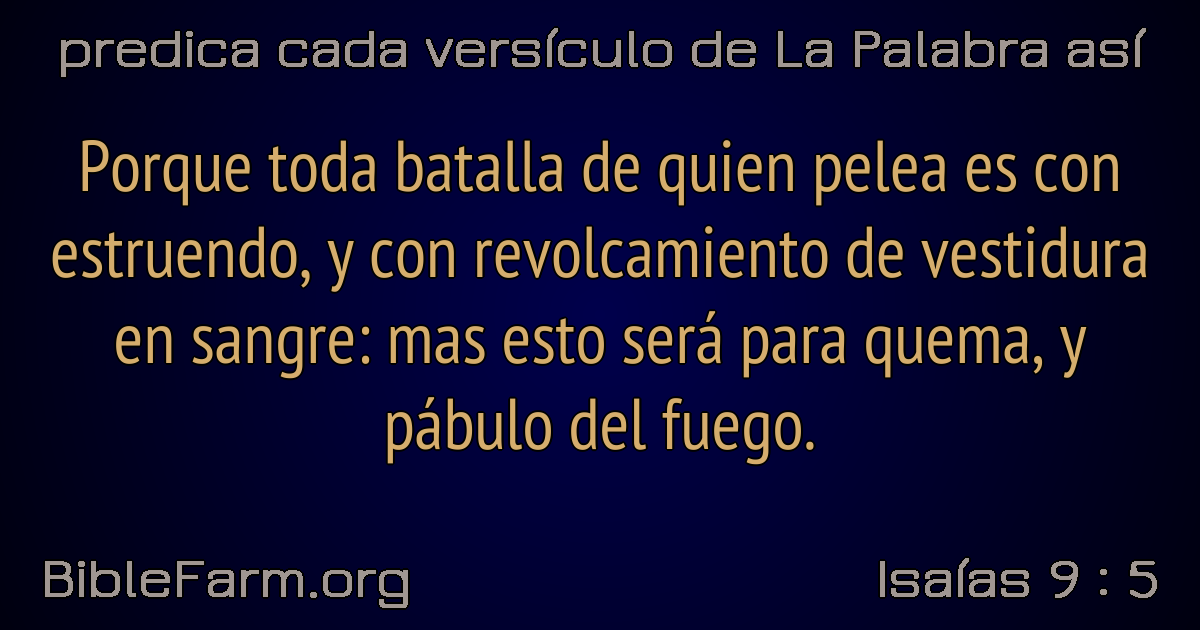 predica cada versículo de La Palabra así
Porque toda batalla de quien pelea es con
estruendo, y con revolcamiento de vestidura
en sangre: mas esto será para quema, y
pábulo del fuego.
BibleFarm.org
Isaías 9 : 5